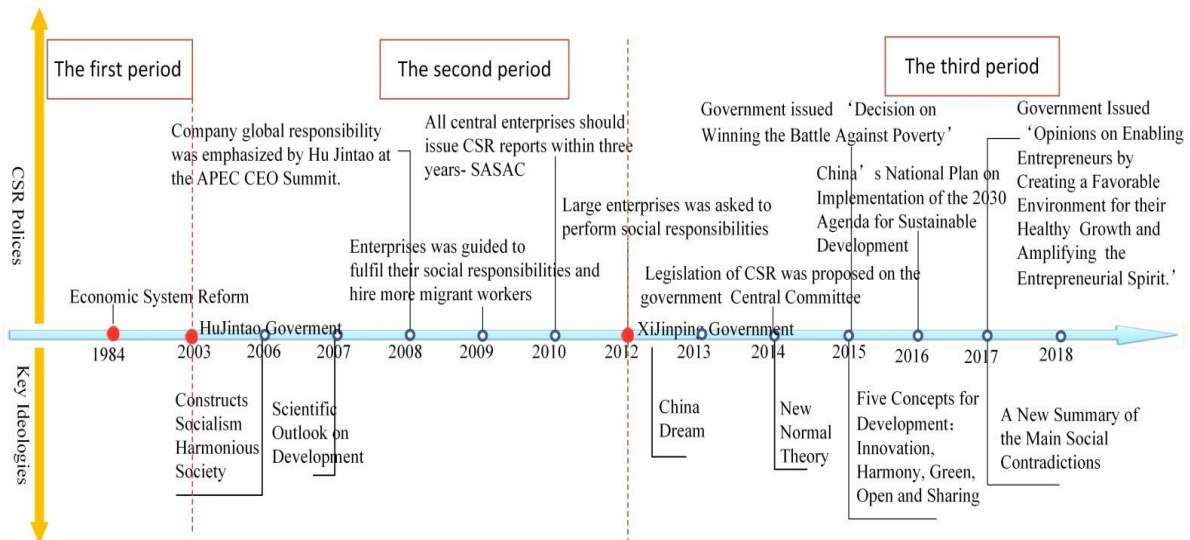 The first period
The second period
The third period
CSR Polices
Key Ideologies
Company global responsibility
was emphasized by Hu Jintao at
the APEC CEO Summit.
All central enterprises should
issue CSR reports within three
years- SASAC
Government issued ‘Decision on
Winning the Battle Against Poverty’
Government Issued
‘Opinions on Enabling
Entrepreneurs by
Creating a Favorable
Environment for their
Healthy Growth and
Amplifying the
Entrepreneurial Spirit.’
China’s National Plan on
Implementation of the 2030
Agenda for Sustainable
Development
Large enterprises was asked to
perform social responsibilities
Enterprises was guided to
fulfil their social responsibilities and
hire more migrant workers
Legislation of CSR was proposed on the
government Central Committee
Economic System Reform
HuJintao Goverment
XiJinping Government
1984
2003
2006
2007
2008
2009
2010
2012
2013
2014
2015
2016
2017
2018
Constructs
Socialism
Harmonious
Society
Scientific
Outlook on
Development
China
Dream
New
Normal
Theory
Five Concepts for
Development:
Innovation,
Harmony, Green,
Open and Sharing
A New Summary of
the Main Social
Contradictions